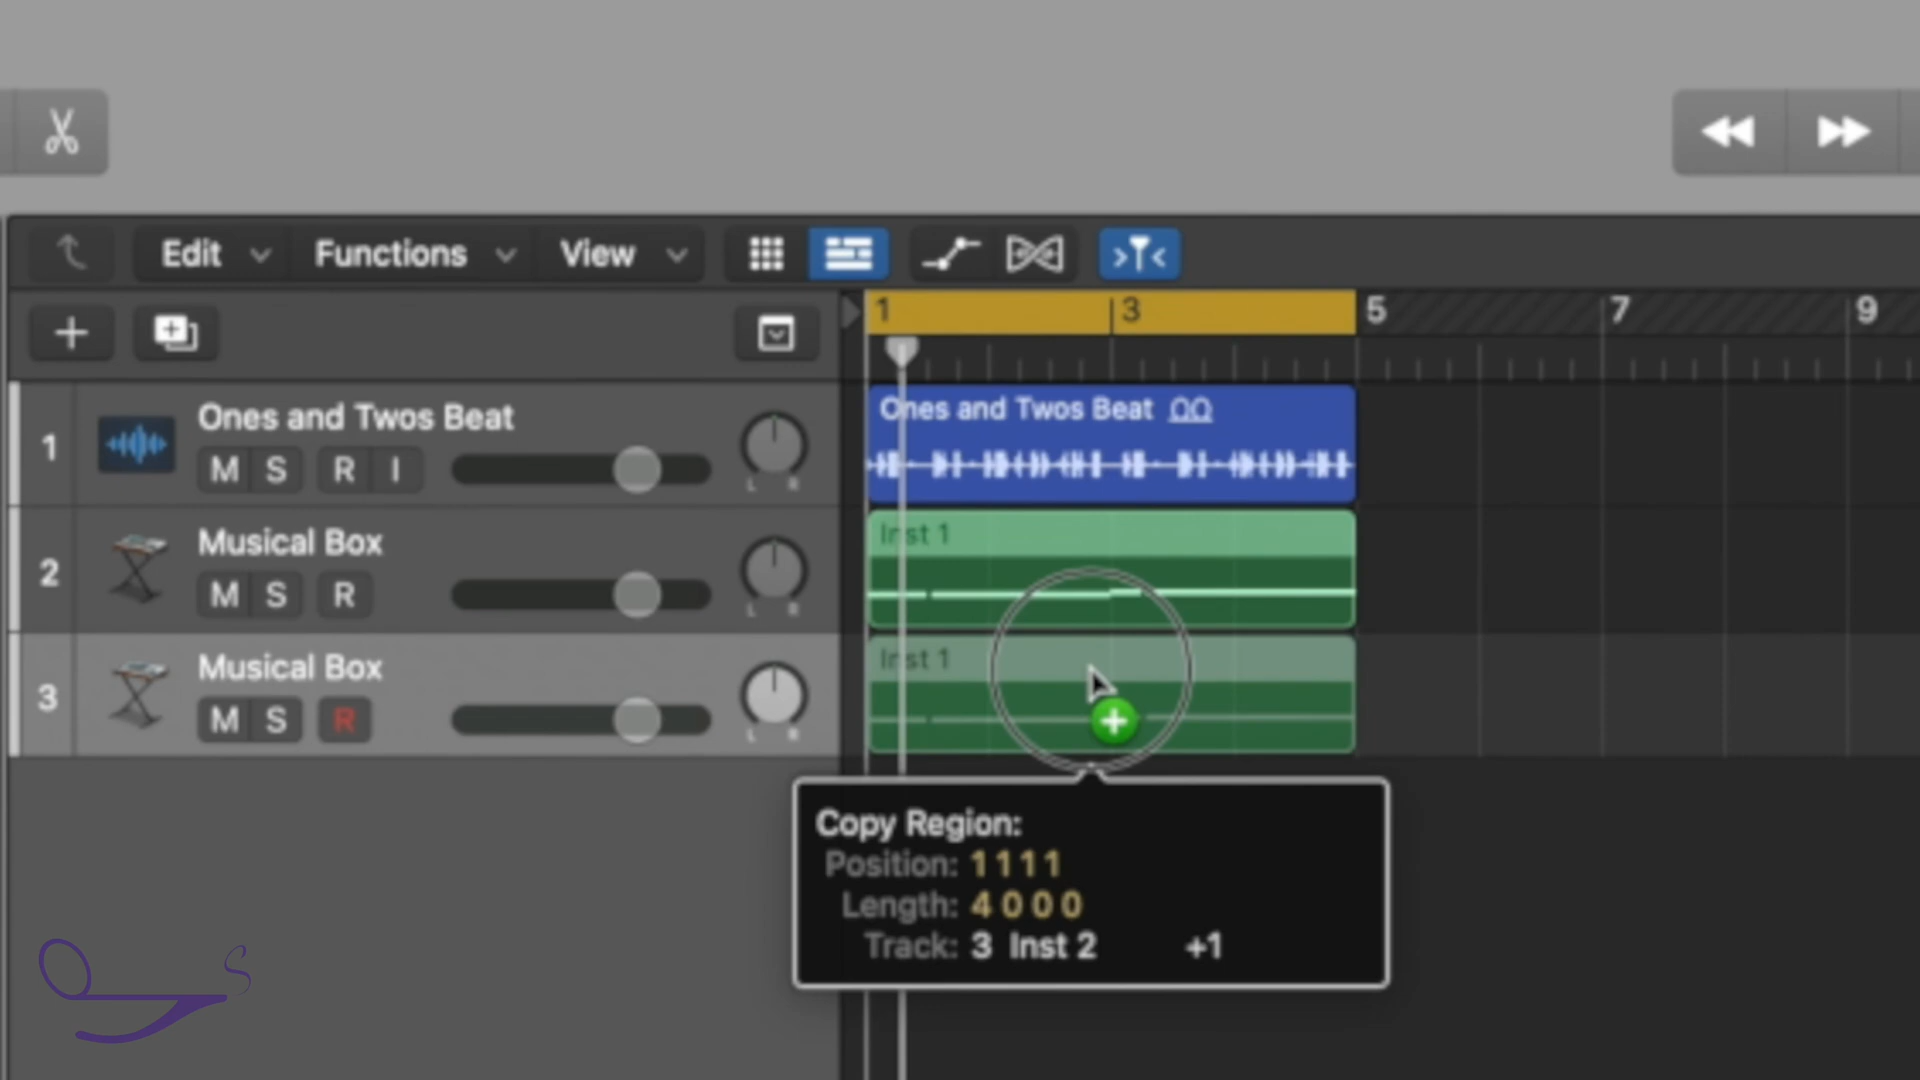 Edit Functions View
1 3 5 7 9
1 Ones and Twos Beat
M S R I
L R
Ones and Twos Beat
2 Musical Box
M S R
L R
Inst 1
3 Musical Box
M S R
L R
Inst 1
Copy Region:
Position: 1 1 1 1
Length: 4 0 0 0
Track: 3 Inst 2 +1
S